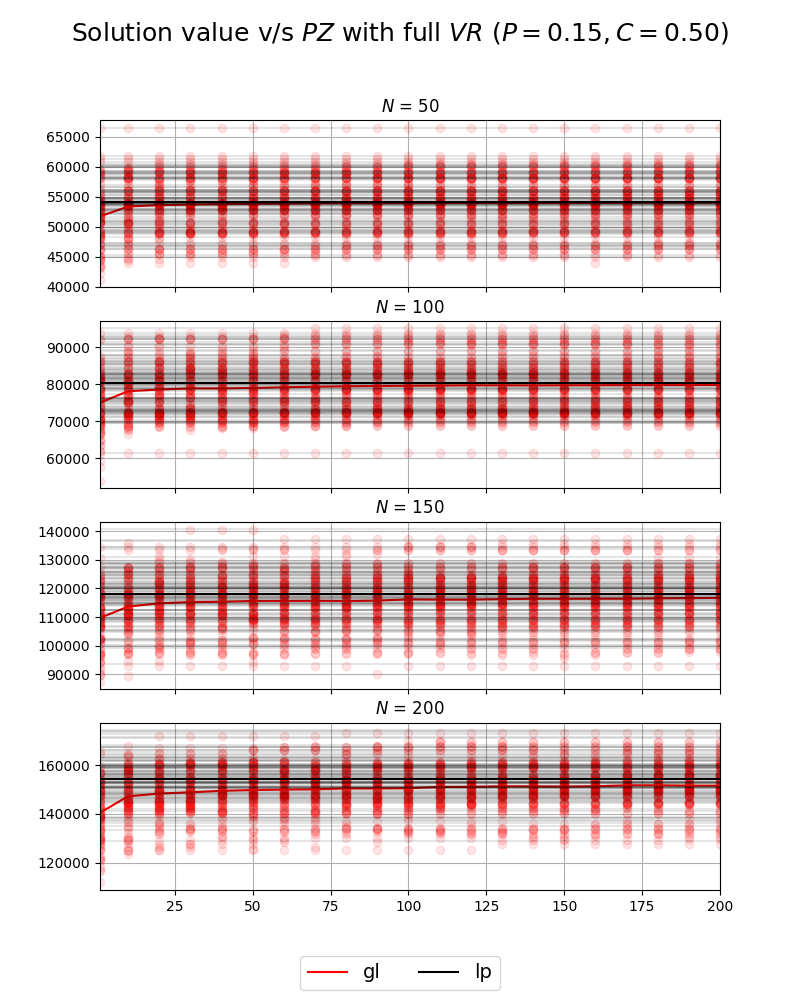 Solution value v/s PZ with full VR (P = 0.15, C = 0.50)
N = 50
65000
60000
55000
50000
45000
40000
N = 100
90000
80000
70000
60000
N = 150
140000
130000
120000
110000
100000
90000
N = 200
160000
140000
120000
25 50 75 100 125 150 175 200
gl lp